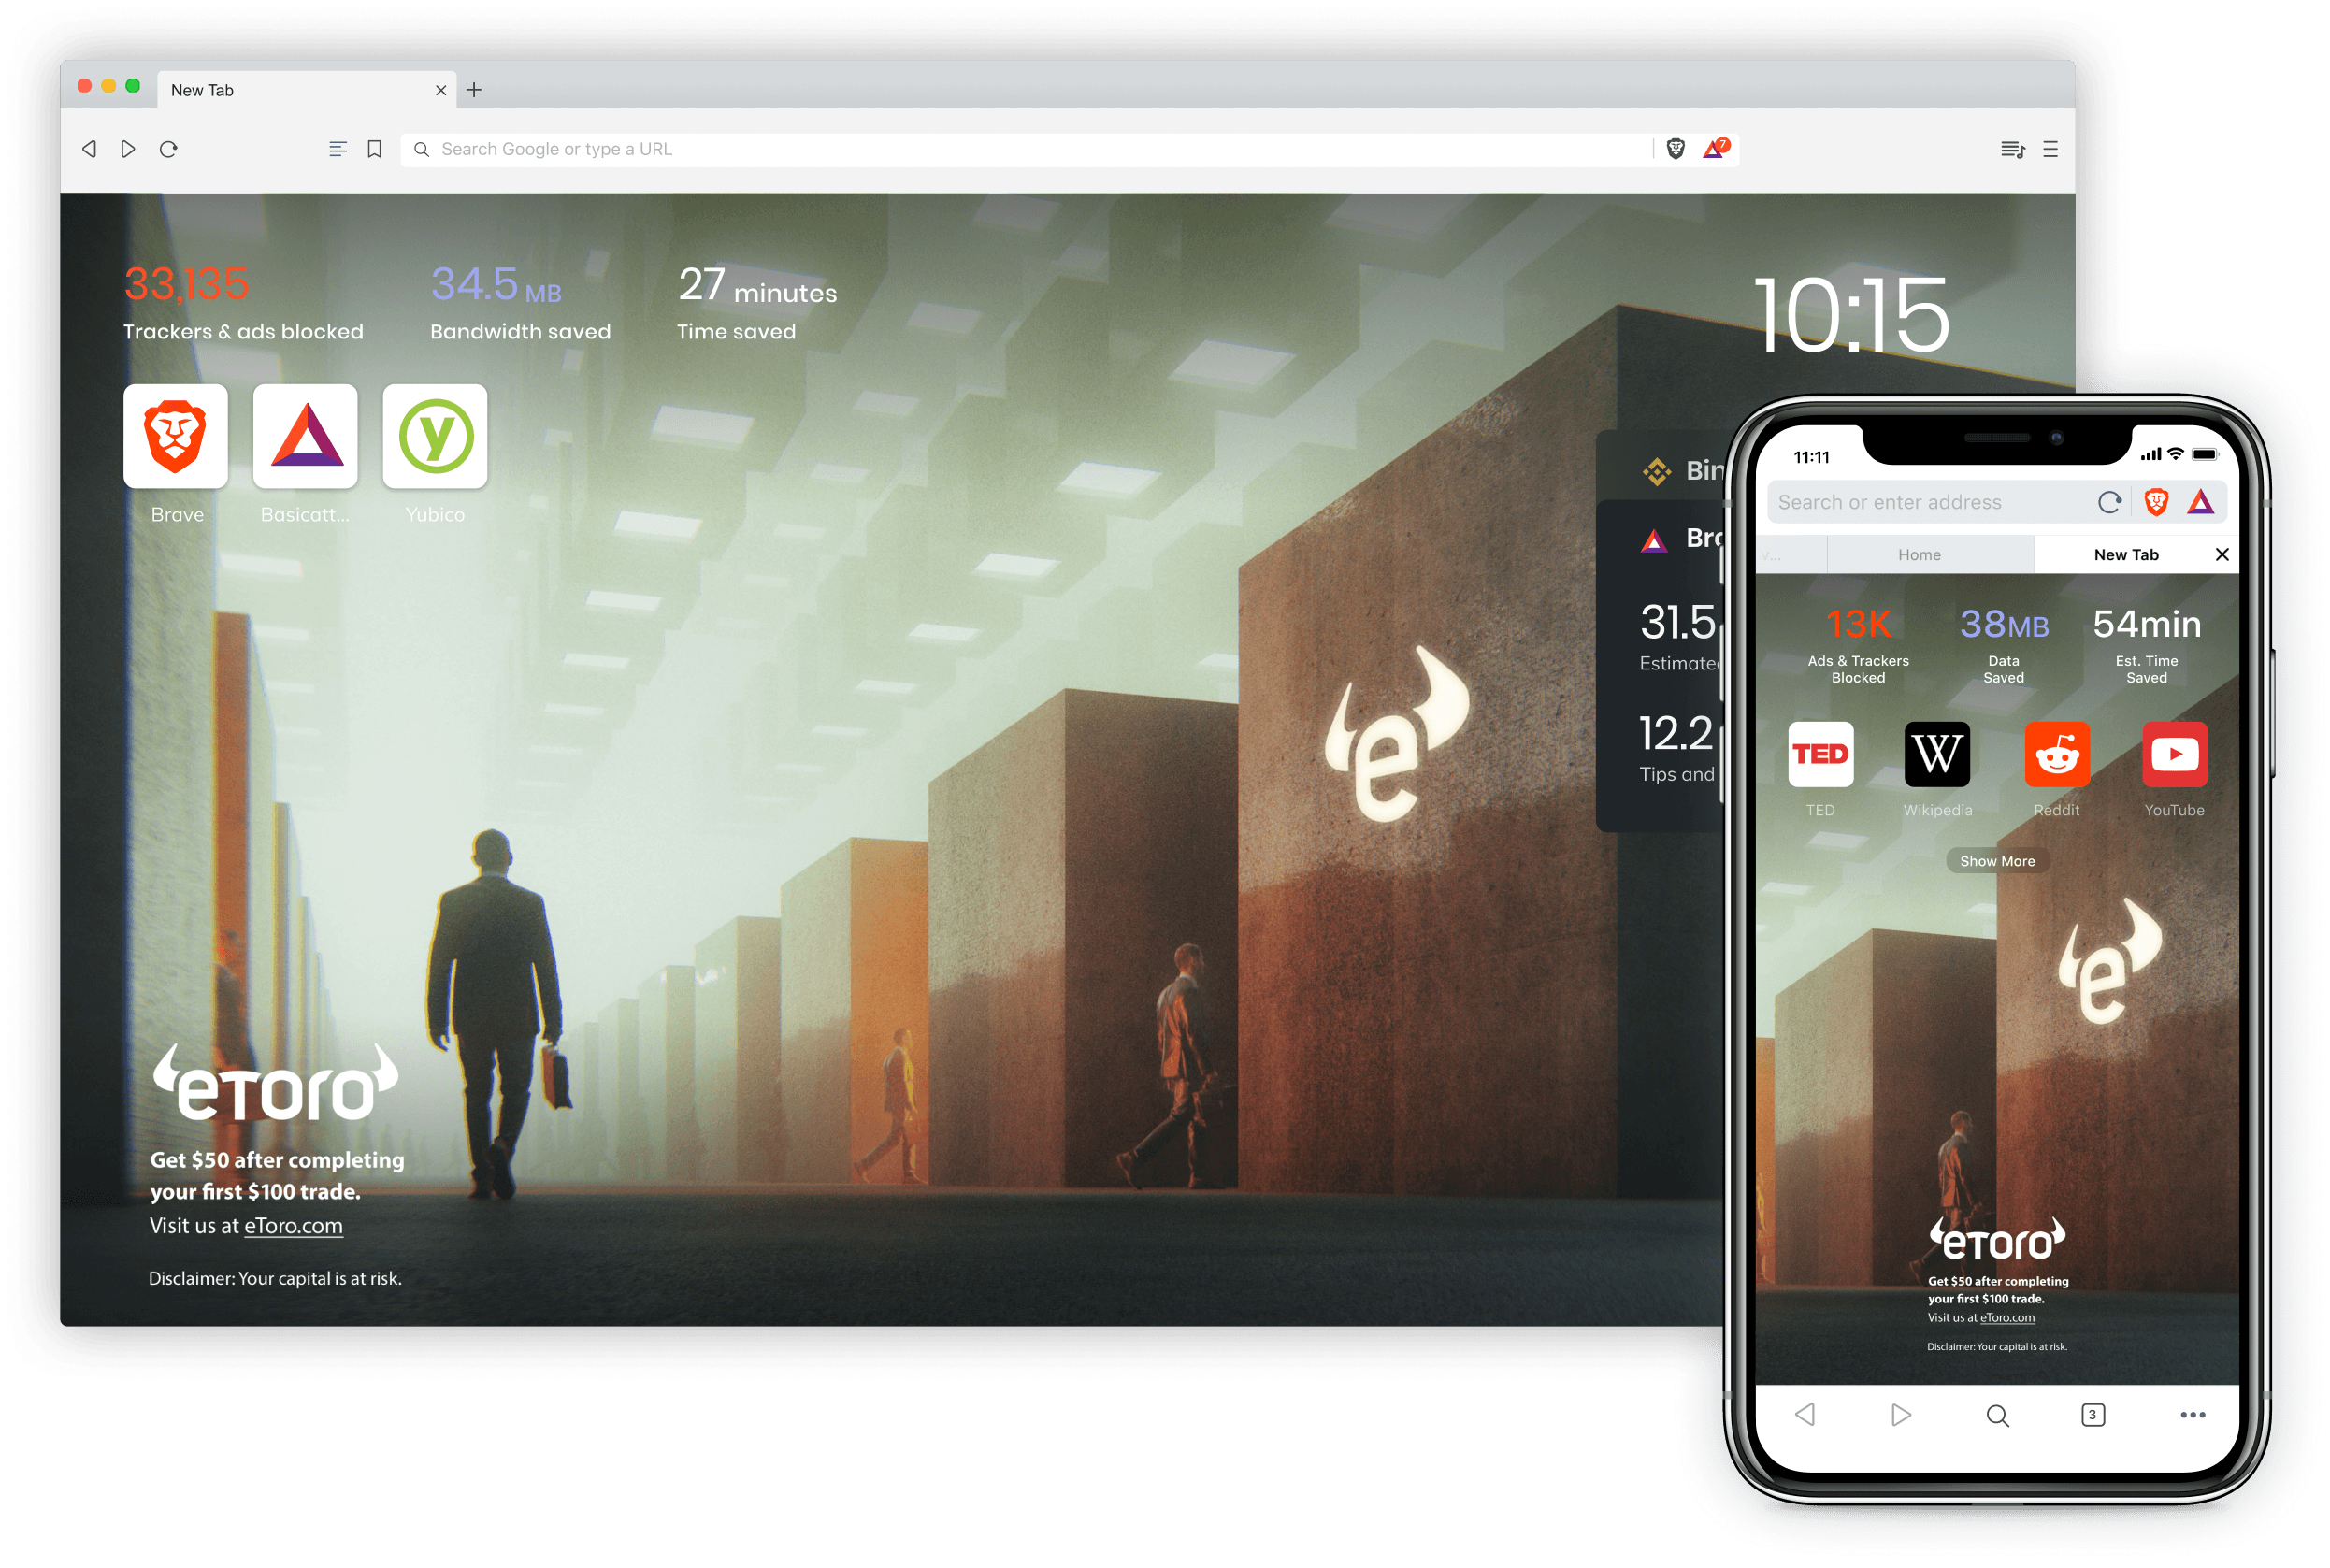 New Tab
Search Google or type a URL
7
33,135
Trackers & ads blocked
34.5 MB
Bandwidth saved
27 minutes
Time saved
10:15
Brave
Basicatt...
Yubico
Bin
31.5
Estimated
12.2
Tips and
e
eToro
Get $50 after completing
your first $100 trade.
Visit us at eToro.com
Disclaimer: Your capital is at risk.
11:11
Search or enter address
Home
New Tab
13K
Ads & Trackers
Blocked
38MB
Data
Saved
54min
Est. Time
Saved
TED
W
TED
Wikipedia
Reddit
YouTube
Show More
e
eToro
Get $50 after completing
your first $100 trade.
Visit us at eToro.com
Disclaimer: Your capital is at risk.
3